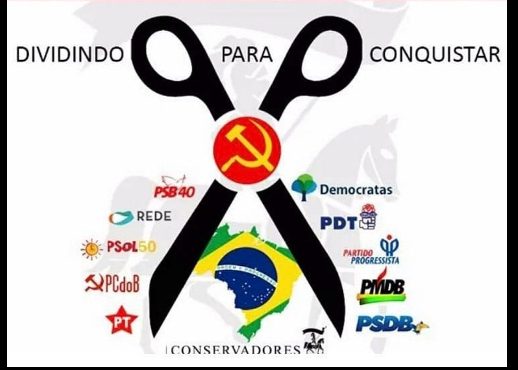 DIVIDINDO PARA CONQUISTAR
PSB40
REDE
PSOL50
PCdoB
PT
Democratas
PDT
PARTIDO
PROGRESSISTA
PMDB
PSDB
CONSERVADORES